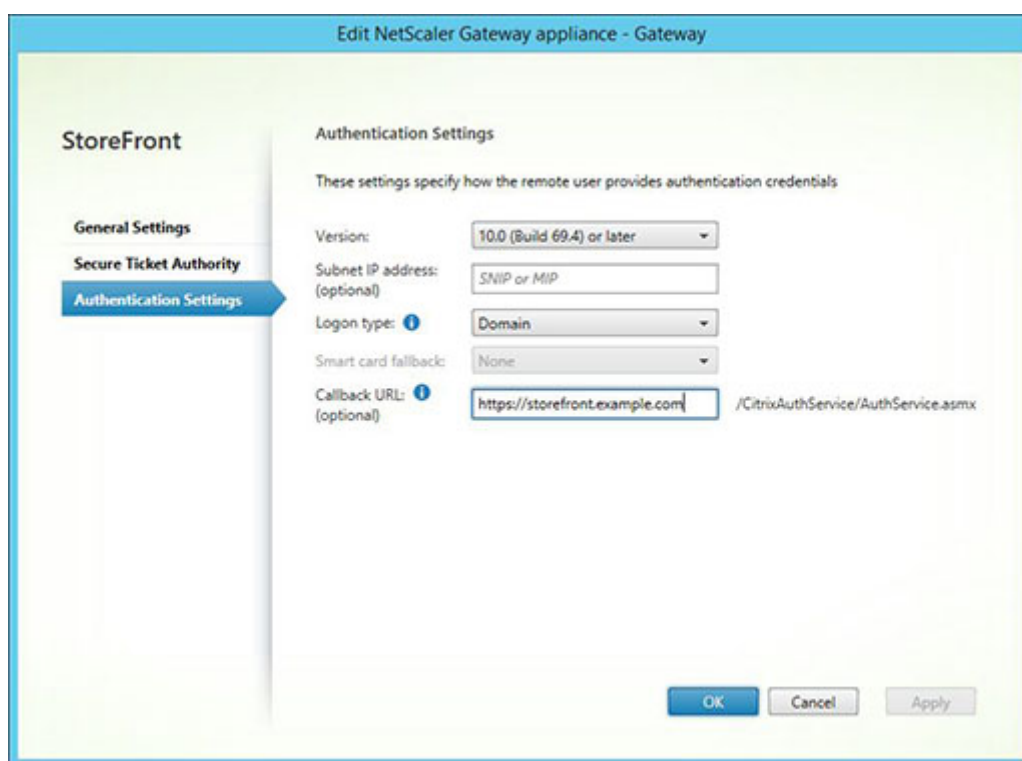 Edit NetScaler Gateway appliance - Gateway
StoreFront
General Settings
Secure Ticket Authority
Authentication Settings
Authentication Settings
These settings specify how the remote user provides authentication credentials
Version: 10.0 (Build 69.4) or later
Subnet IP address: SNIP or MIP
(optional)
Logon type: Domain
Smart card fallback: None
Callback URL: https://storefront.example.com /CitrixAuthService/AuthService.asmx
(optional)
OK Cancel Apply